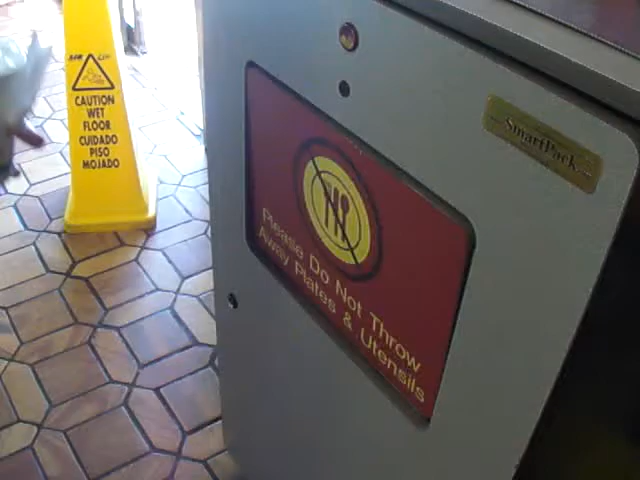 CAUTION
WET
FLOOR
CUIDADO
PISO
MOJADO
Please Do Not Throw
Away Plates & Utensils
SmartPack